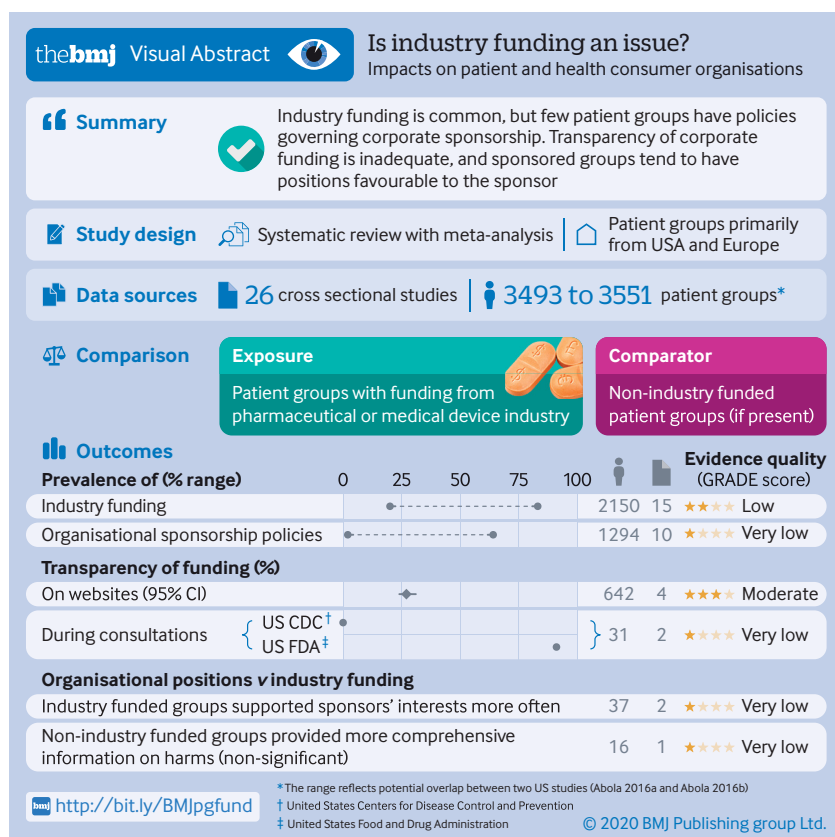 thebmj Visual Abstract
Is industry funding an issue?
Impacts on patient and health consumer organisations
Summary
Industry funding is common, but few patient groups have policies
governing corporate sponsorship. Transparency of corporate
funding is inadequate, and sponsored groups tend to have
positions favourable to the sponsor
Study design
Systematic review with meta-analysis
Patient groups primarily
from USA and Europe
Data sources
26 cross sectional studies
3493 to 3551 patient groups*
Comparison
Exposure
Patient groups with funding from
pharmaceutical or medical device industry
Comparator
Non-industry funded
patient groups (if present)
Outcomes
Prevalence of (% range) 0 25 50 75 100
Evidence quality
(GRADE score)
Industry funding 2150 15 Low
Organisational sponsorship policies 1294 10 Very low
Transparency of funding (%)
On websites (95% CI) 642 4 Moderate
During consultations
US CDC†
US FDA‡
31 2 Very low
Organisational positions v industry funding
Industry funded groups supported sponsors' interests more often 37 2 Very low
Non-industry funded groups provided more comprehensive
information on harms (non-significant) 16 1 Very low
bmj http://bit.ly/BMJpgfund
*The range reflects potential overlap between two US studies (Abola 2016a and Abola 2016b)
† United States Centers for Disease Control and Prevention
‡ United States Food and Drug Administration
© 2020 BMJ Publishing group Ltd.